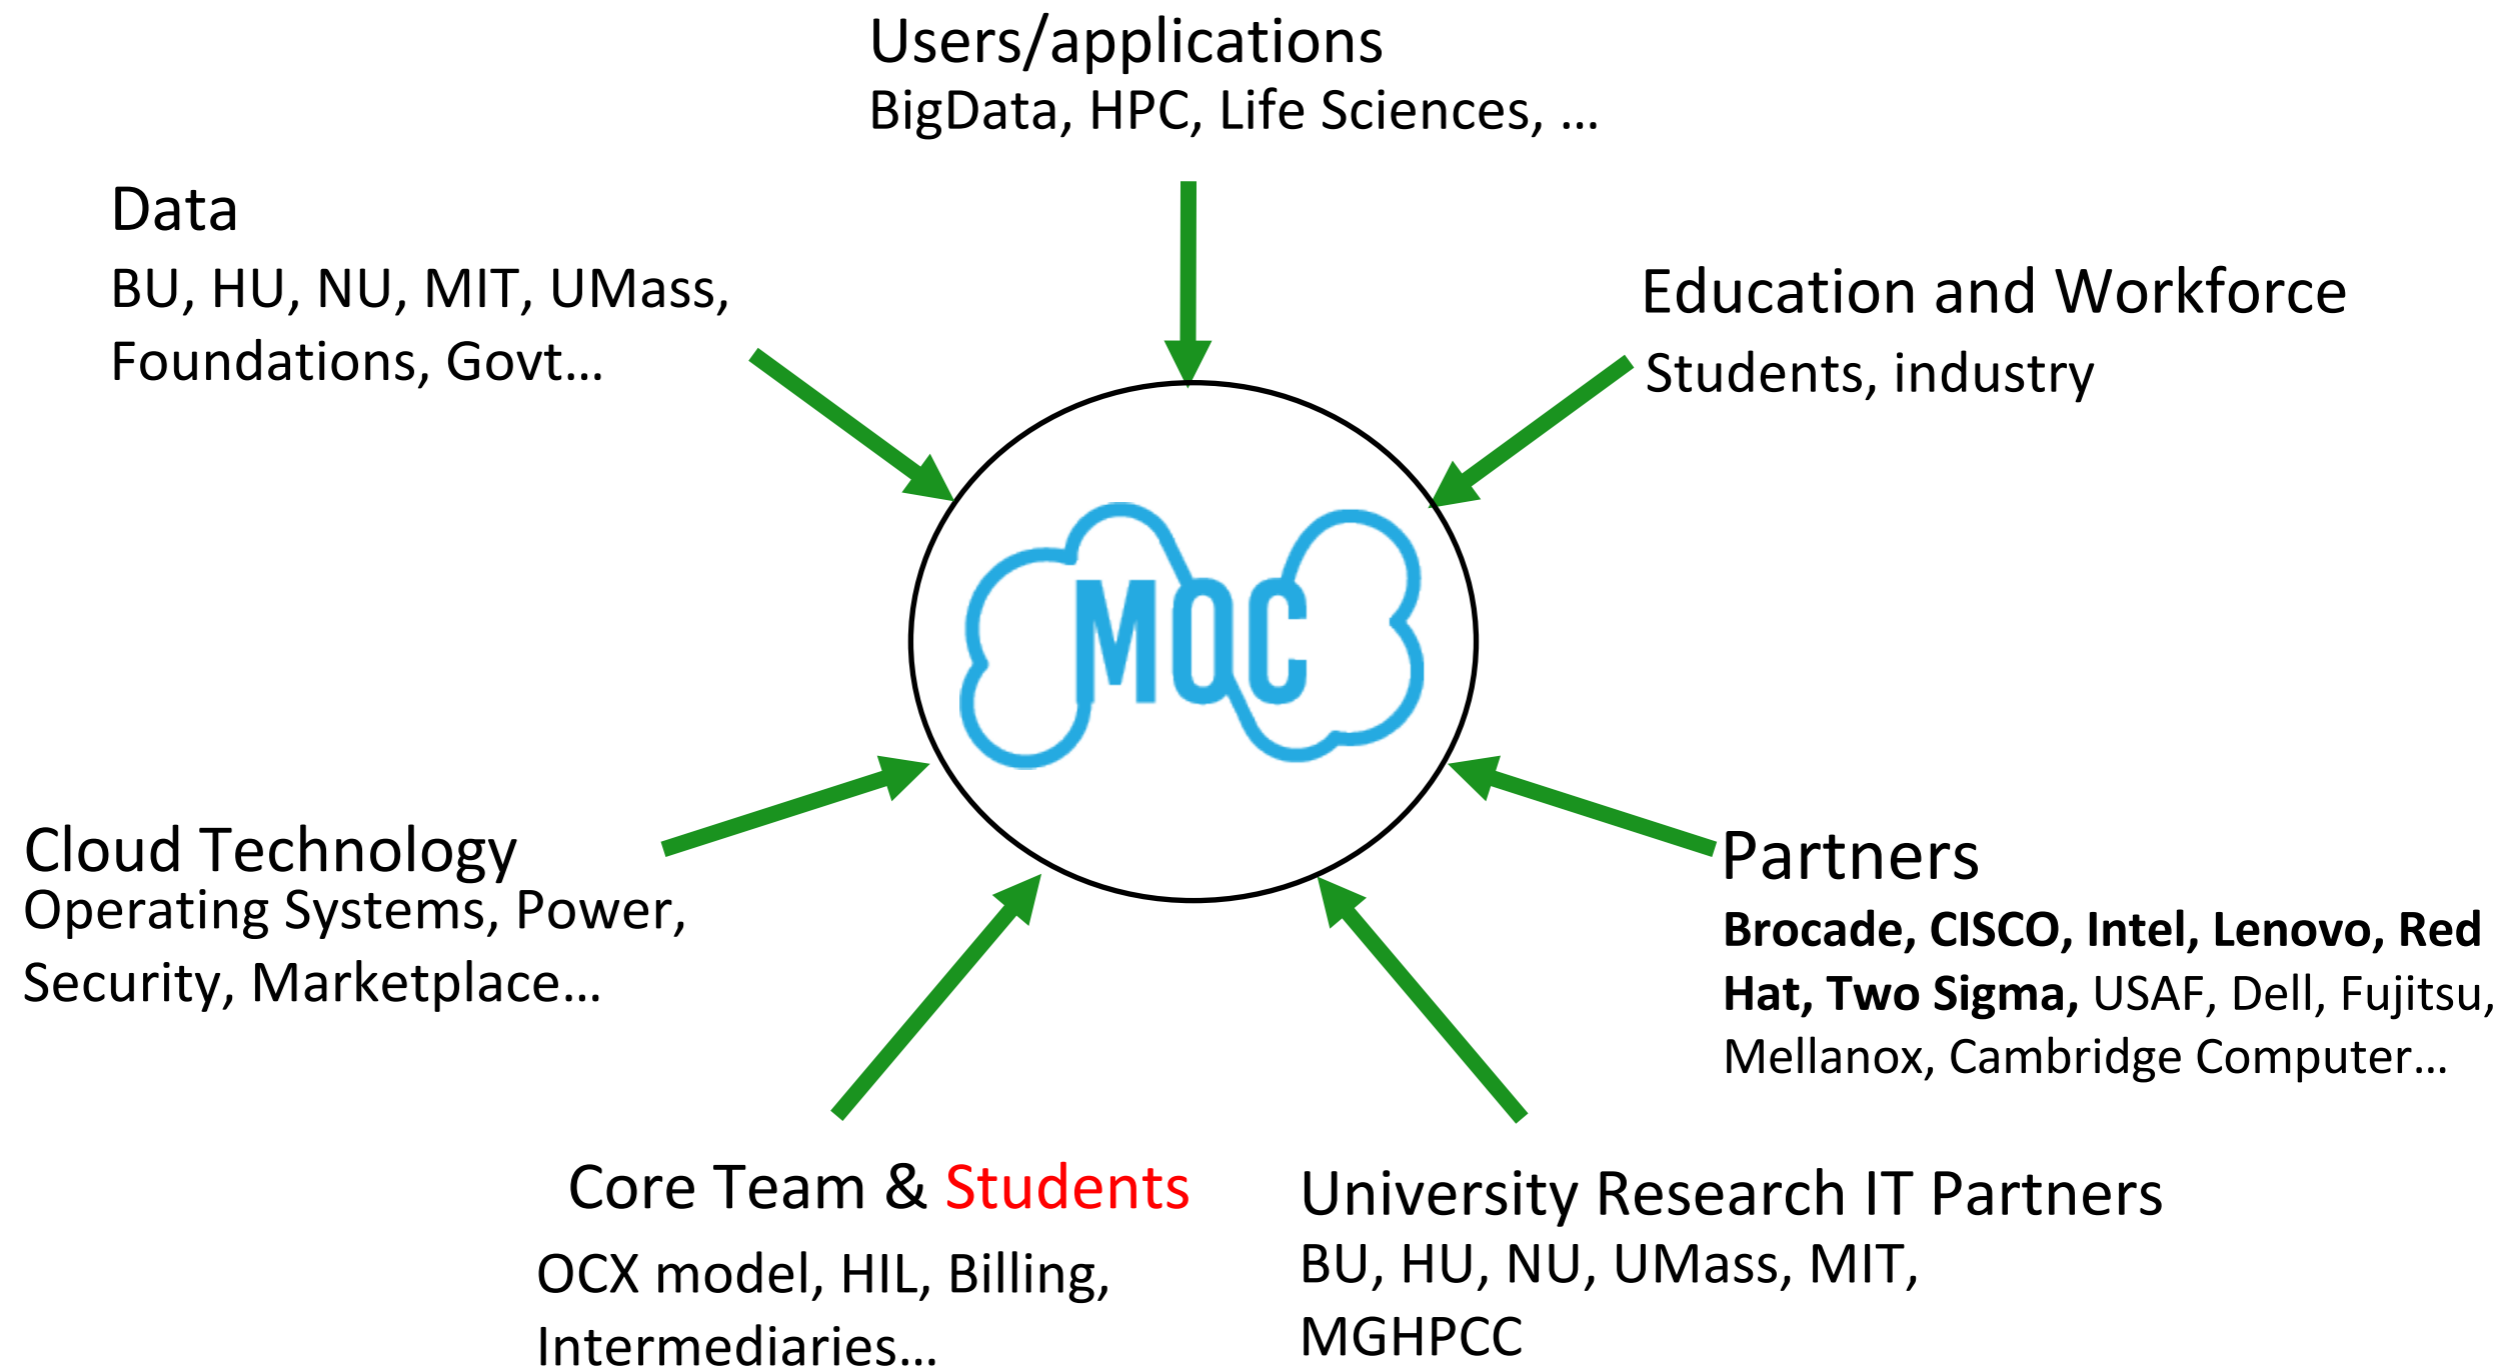 Users/applications
BigData, HPC, Life Sciences, ...
Data
BU, HU, NU, MIT, UMass,
Foundations, Govt...
Education and Workforce
Students, industry
MOC
Cloud Technology
Operating Systems, Power,
Security, Marketplace...
Partners
Brocade, CISCO, Intel, Lenovo, Red
Hat, Two Sigma, USAF, Dell, Fujitsu,
Mellanox, Cambridge Computer...
Core Team & Students
OCX model, HIL, Billing,
Intermediaries...
University Research IT Partners
BU, HU, NU, UMass, MIT,
MGHPCC